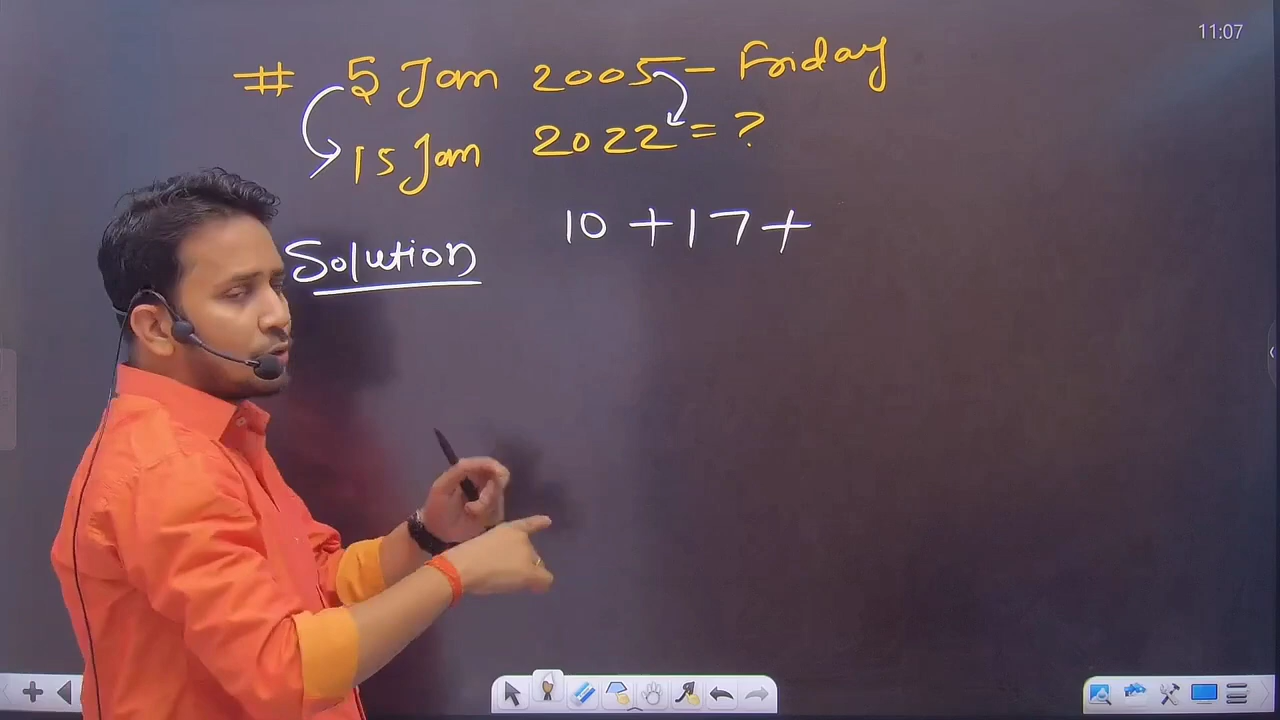 11:07
# 5 Jan 2005 - Friday
15 Jan 2022 = ?
10 + 17 +
Solution